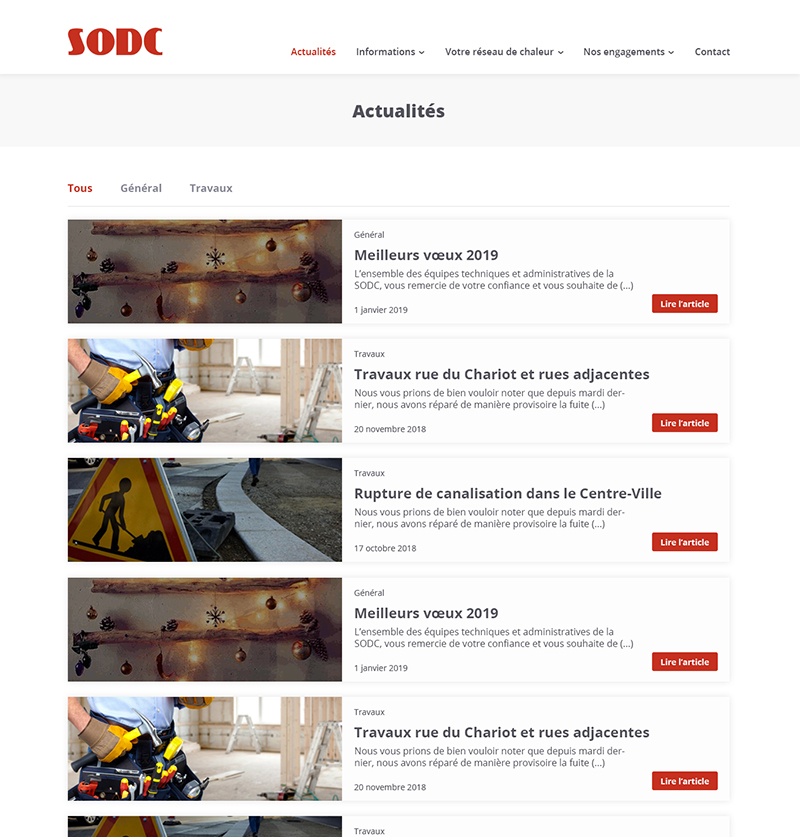 SODC
Actualités
Informations
Votre réseau de chaleur
Nos engagements
Contact
Actualités
Tous
Général
Travaux
Général
Meilleurs vœux 2019
L'ensemble des équipes techniques et administratives de la
SODC, vous remercie de votre confiance et vous souhaite de (...)
1 janvier 2019
Lire l'article
Travaux
Travaux rue du Chariot et rues adjacentes
Nous vous prions de bien vouloir noter que depuis mardi der-
nier, nous avons réparé de manière provisoire la fuite (...)
20 novembre 2018
Lire l'article
Travaux
Rupture de canalisation dans le Centre-Ville
Nous vous prions de bien vouloir noter que depuis mardi der-
nier, nous avons réparé de manière provisoire la fuite (...)
17 octobre 2018
Lire l'article
Général
Meilleurs vœux 2019
L'ensemble des équipes techniques et administratives de la
SODC, vous remercie de votre confiance et vous souhaite de (...)
1 janvier 2019
Lire l'article
Travaux
Travaux rue du Chariot et rues adjacentes
Nous vous prions de bien vouloir noter que depuis mardi der-
nier, nous avons réparé de manière provisoire la fuite (...)
20 novembre 2018
Lire l'article
Travaux